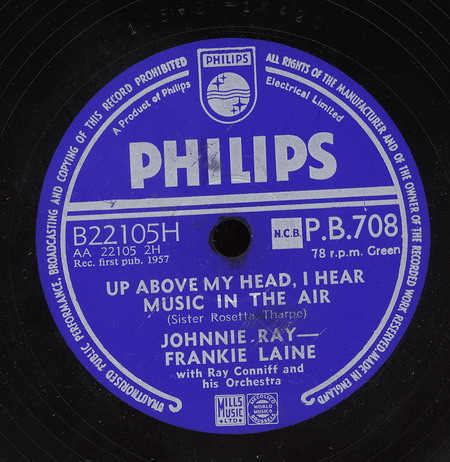 PHILIPS
ALL RIGHTS OF THE MANUFACTURER AND OF THE OWNER OF THE RECORDED WORK RESERVED. MADE IN ENGLAND
UNAUTHORISED PUBLIC PERFORMANCE, BROADCASTING AND COPYING OF THIS RECORD PROHIBITED
A Product of Philips
Electrical Limited
PHILIPS
B22105H
AA 22105 2H
Rec. first pub. 1957
N.C.B.
P.B.708
78 r.p.m. Green
UP ABOVE MY HEAD, I HEAR
MUSIC IN THE AIR
(Sister Rosetta Tharpe)
JOHNNIE RAY—
FRANKIE LAINE
with Ray Conniff and
his Orchestra
MILLS
MUSIC
LTD
WORLD
MUSIC
BRUXELLES